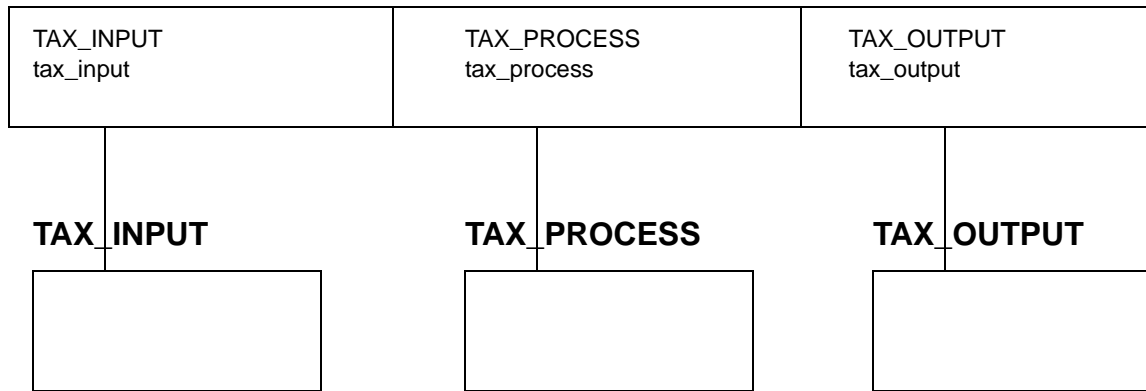 TAX_INPUT
tax_input
TAX_PROCESS
tax_process
TAX_OUTPUT
tax_output
TAX_INPUT
TAX_PROCESS
TAX_OUTPUT